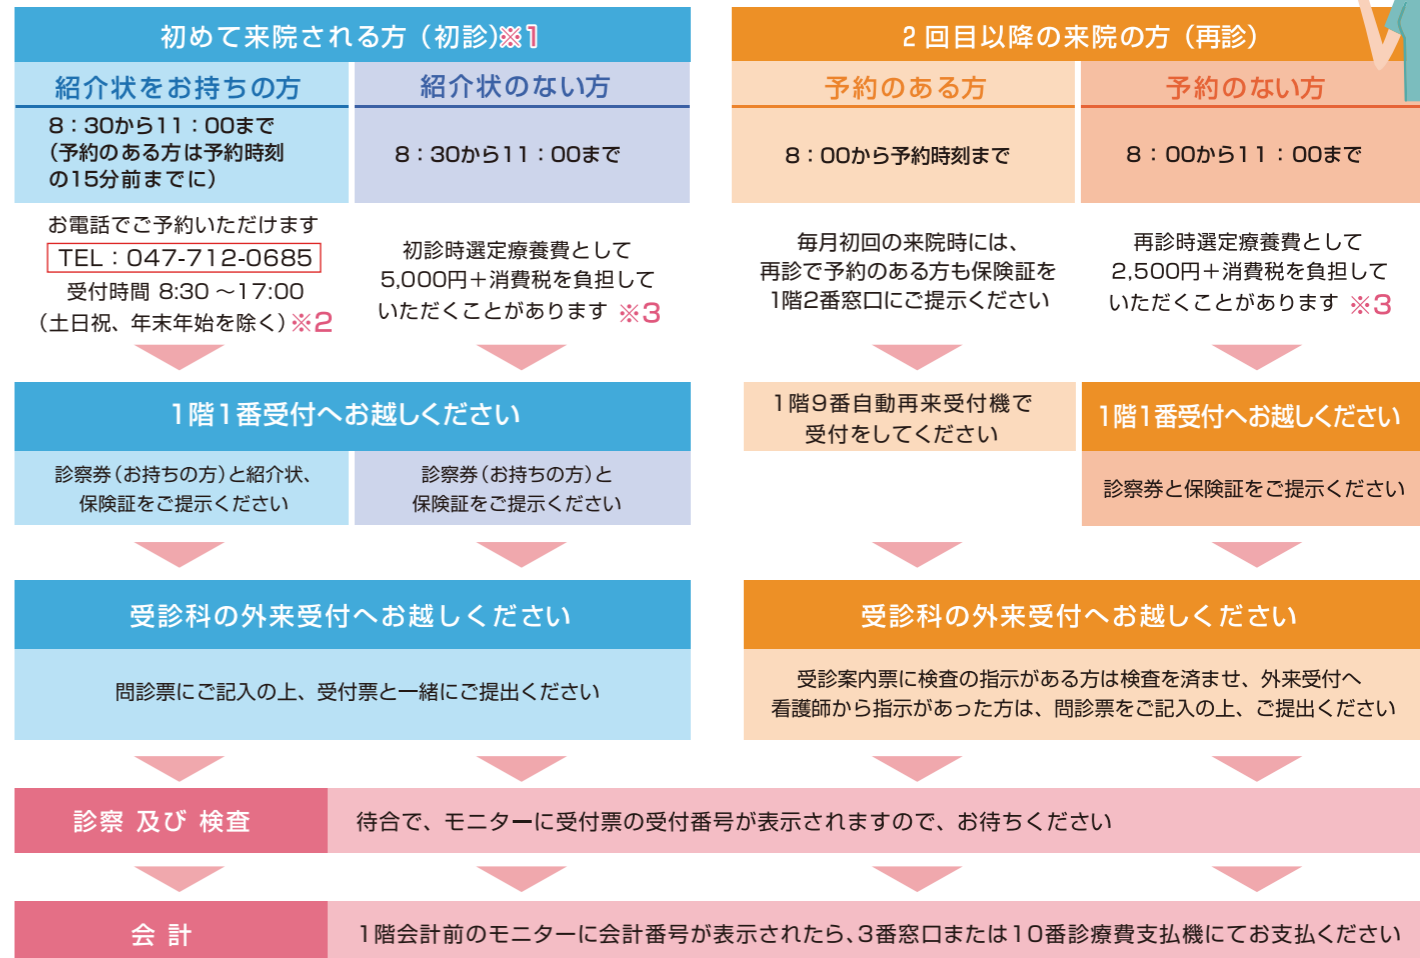 初めて来院される方（初診）※1
紹介状をお持ちの方
8：30から11：00まで
（予約のある方は予約時刻
の15分前までに）
お電話でご予約いただけます
TEL：047-712-0685
受付時間 8:30 ～17:00
（土日祝、年末年始を除く）※2
紹介状のない方
8：30から11：00まで
初診時選定療養費として
5,000円＋消費税を負担して
いただくことがあります ※3
1階1番受付へお越しください
診察券（お持ちの方）と紹介状、
保険証をご提示ください
診察券（お持ちの方）と
保険証をご提示ください
受診科の外来受付へお越しください
問診票にご記入の上、受付票と一緒にご提出ください
2回目以降の来院の方（再診）
予約のある方
8：00から予約時刻まで
毎月初回の来院時には、
再診で予約のある方も保険証を
1階2番窓口にご提示ください
1階9番自動再来受付機で
受付をしてください
予約のない方
8：00から11：00まで
再診時選定療養費として
2,500円＋消費税を負担して
いただくことがあります ※3
1階1番受付へお越しください
診察券と保険証をご提示ください
受診科の外来受付へお越しください
受診案内票に検査の指示がある方は検査を済ませ、外来受付へ
看護師から指示があった方は、問診票をご記入の上、ご提出ください
診察 及び 検査
待合で、モニターに受付票の受付番号が表示されますので、お待ちください
会 計
1階会計前のモニターに会計番号が表示されたら、3番窓口または10番診療費支払機にてお支払ください